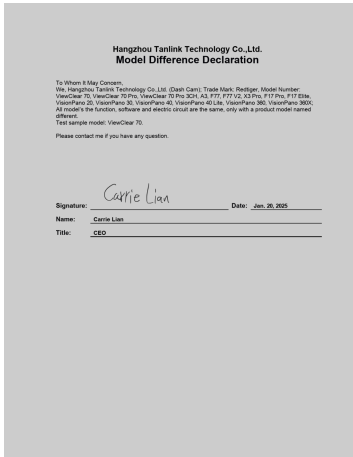 Hangzhou Tanlink Technology Co.,Ltd.
Model Difference Declaration
To Whom It May Concern,
We, Hangzhou Tanlink Technology Co.,Ltd. (Dash Cam); Trade Mark: Redtiger, Model Number:
ViewClear 70, ViewClear 70 Pro, ViewClear 70 Pro 3CH, A3, F77, F77 V2, X3 Pro, F17 Pro, F17 Elite,
VisionPano 20, VisionPano 30, VisionPano 40, VisionPano 40 Lite, VisionPano 360, VisionPano 360X;
All model's the function, software and electric circuit are the same, only with a product model named
different.
Test sample model: ViewClear 70.
Please contact me if you have any question.
Signature: Carrie Lian Date: Jan. 20, 2025
Name: Carrie Lian
Title: CEO